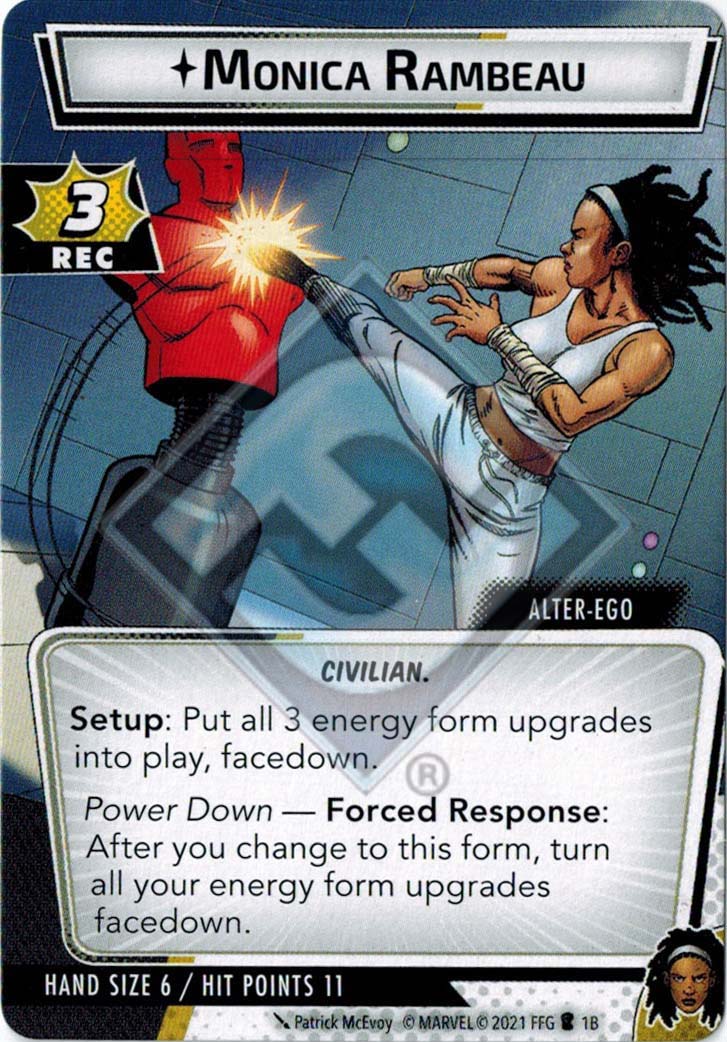 MONICA RAMBEAU
3
REC
ALTER-EGO
CIVILIAN.
Setup: Put all 3 energy form upgrades
into play, facedown.
®
Power Down — Forced Response:
After you change to this form, turn
all your energy form upgrades
facedown.
HAND SIZE 6 / HIT POINTS 11
Patrick McEvoy © MARVEL © 2021 FFG 1B